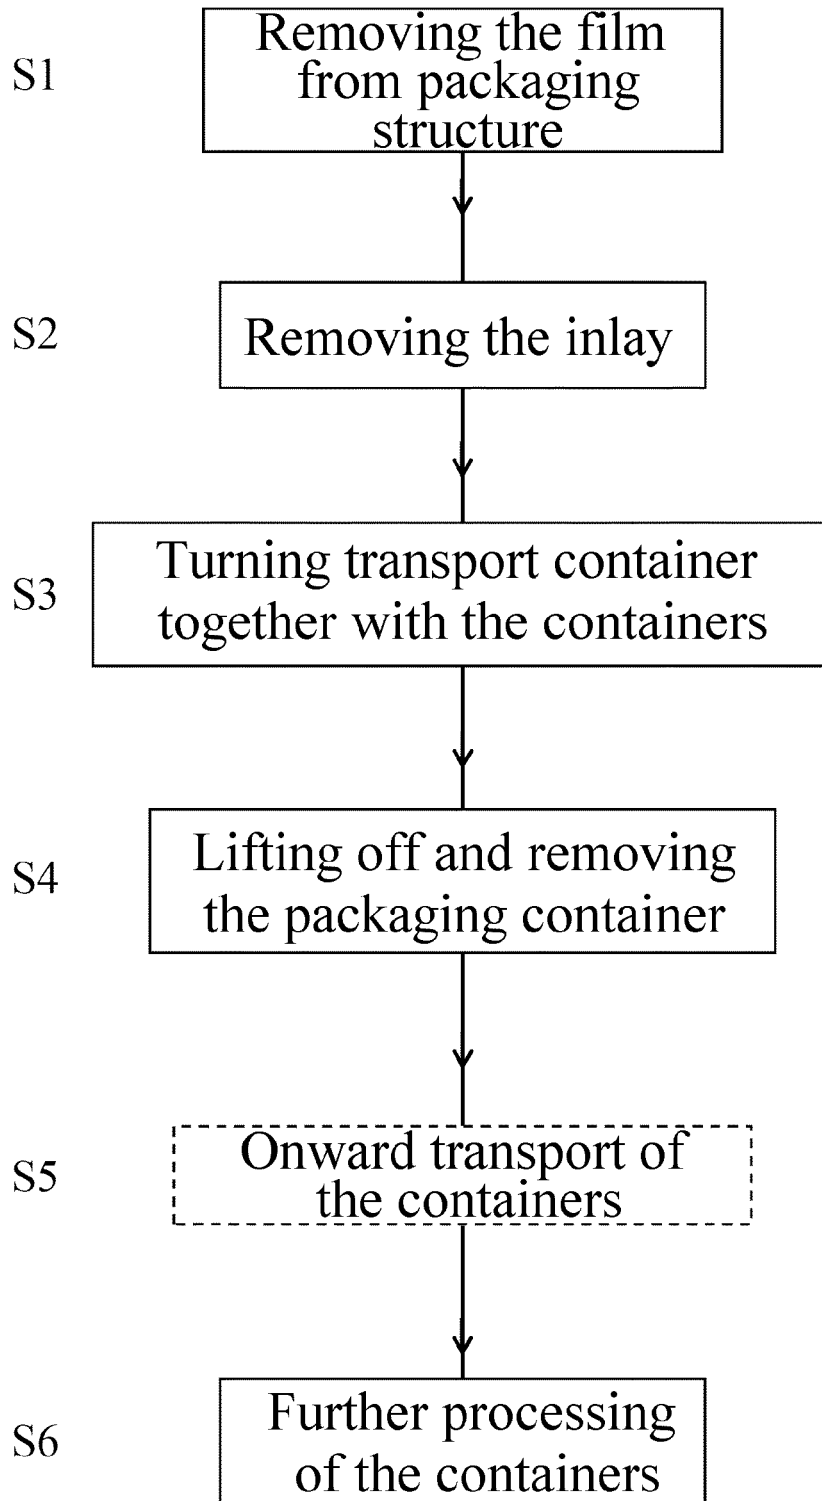 S1
Removing the film
from packaging
structure
S2
Removing the inlay
S3
Turning transport container
together with the containers
S4
Lifting off and removing
the packaging container
S5
Onward transport of
the containers
S6
Further processing
of the containers